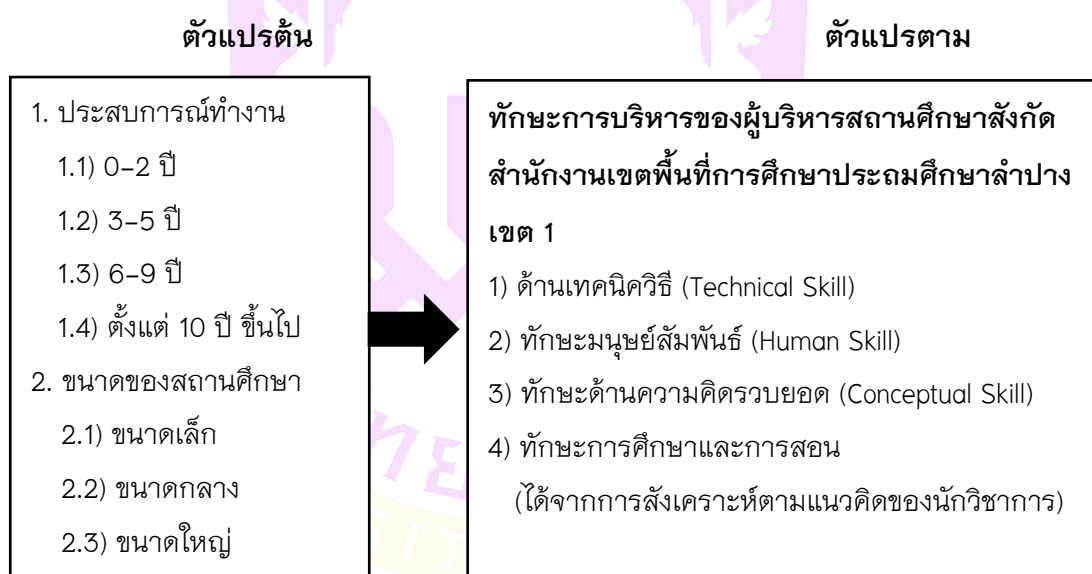 ตัวแปรต้น
ตัวแปรตาม
1. ประสบการณ์ทำงาน
1.1) 0–2 ปี
1.2) 3–5 ปี
1.3) 6–9 ปี
1.4) ตั้งแต่ 10 ปี ขึ้นไป
2. ขนาดของสถานศึกษา
2.1) ขนาดเล็ก
2.2) ขนาดกลาง
2.3) ขนาดใหญ่
ทักษะการบริหารของผู้บริหารสถานศึกษาสังกัด
สำนักงานเขตพื้นที่การศึกษาประถมศึกษาลำปาง
เขต 1
1) ด้านเทคนิควิธี (Technical Skill)
2) ทักษะมนุษย์สัมพันธ์ (Human Skill)
3) ทักษะด้านความคิดรวบยอด (Conceptual Skill)
4) ทักษะการศึกษาและการสอน
(ได้จากการสังเคราะห์ตามแนวคิดของนักวิชาการ)